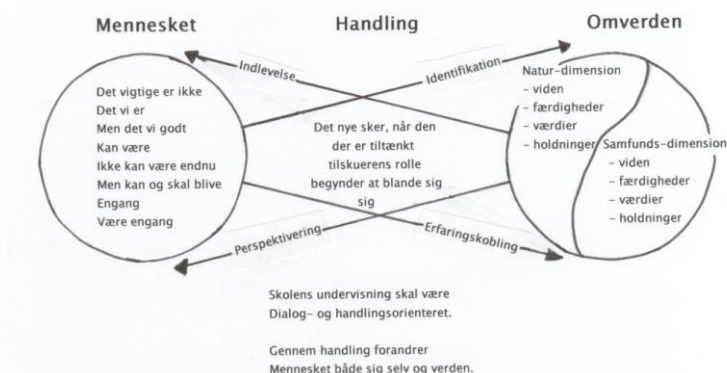 Mennesket
Handling
Omverden
Indlevelse
Identifikation
Det vigtige er ikke
Det vi er
Men det vi godt
Kan være
Ikke kan være endnu
Men kan og skal blive
Engang
Være engang
Det nye sker, når den
der er tiltænkt
tilskuerens rolle
begynder at blande sig
sig
Natur-dimension
- viden
- færdigheder
- værdier
- holdninger
Samfunds-dimension
- viden
- færdigheder
- værdier
- holdninger
Perspektivering
Erfaringskobling
Skolens undervisning skal være
Dialog- og handlingsorienteret.
Gennem handling forandrer
Mennesket både sig selv og verden.